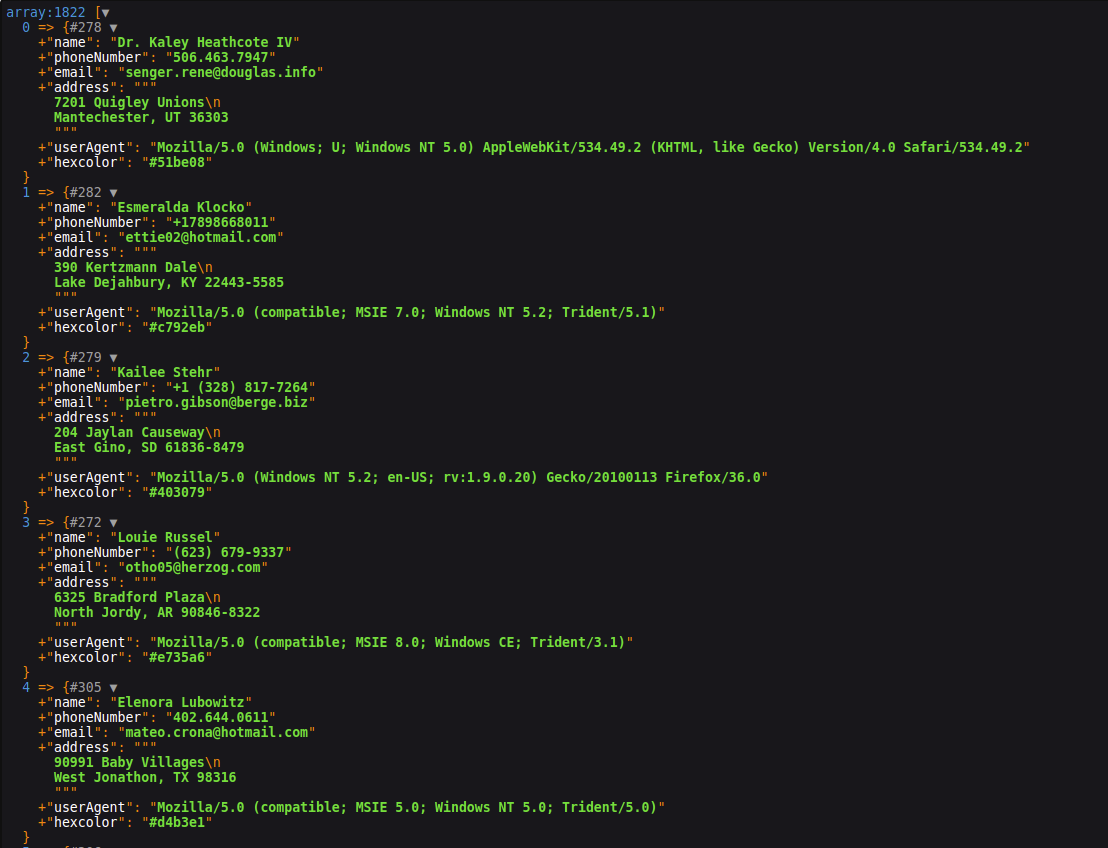 array:1822 [▼
  0 => {#278 ▼
    +"name": "Dr. Kaley Heathcote IV"
    +"phoneNumber": "506.463.7947"
    +"email": "senger.rene@douglas.info"
    +"address": """
      7201 Quigley Unions\n
      Mantechester, UT 36303
      """
    +"userAgent": "Mozilla/5.0 (Windows; U; Windows NT 5.0) AppleWebKit/534.49.2 (KHTML, like Gecko) Version/4.0 Safari/534.49.2"
    +"hexcolor": "#51be08"
  }
  1 => {#282 ▼
    +"name": "Esmeralda Klocko"
    +"phoneNumber": "+17898668011"
    +"email": "ettie02@hotmail.com"
    +"address": """
      390 Kertzmann Dale\n
      Lake Dejahbury, KY 22443-5585
      """
    +"userAgent": "Mozilla/5.0 (compatible; MSIE 7.0; Windows NT 5.2; Trident/5.1)"
    +"hexcolor": "#c792eb"
  }
  2 => {#279 ▼
    +"name": "Kailee Stehr"
    +"phoneNumber": "+1 (328) 817-7264"
    +"email": "pietro.gibson@berge.biz"
    +"address": """
      204 Jaylan Causeway\n
      East Gino, SD 61836-8479
      """
    +"userAgent": "Mozilla/5.0 (Windows NT 5.2; en-US; rv:1.9.0.20) Gecko/20100113 Firefox/36.0"
    +"hexcolor": "#403079"
  }
  3 => {#272 ▼
    +"name": "Louie Russel"
    +"phoneNumber": "(623) 679-9337"
    +"email": "otho05@herzog.com"
    +"address": """
      6325 Bradford Plaza\n
      North Jordy, AR 90846-8322
      """
    +"userAgent": "Mozilla/5.0 (compatible; MSIE 8.0; Windows CE; Trident/3.1)"
    +"hexcolor": "#e735a6"
  }
  4 => {#305 ▼
    +"name": "Elenora Lubowitz"
    +"phoneNumber": "402.644.0611"
    +"email": "mateo.crona@hotmail.com"
    +"address": """
      90991 Baby Villages\n
      West Jonathon, TX 98316
      """
    +"userAgent": "Mozilla/5.0 (compatible; MSIE 5.0; Windows NT 5.0; Trident/5.0)"
    +"hexcolor": "#d4b3e1"
  }